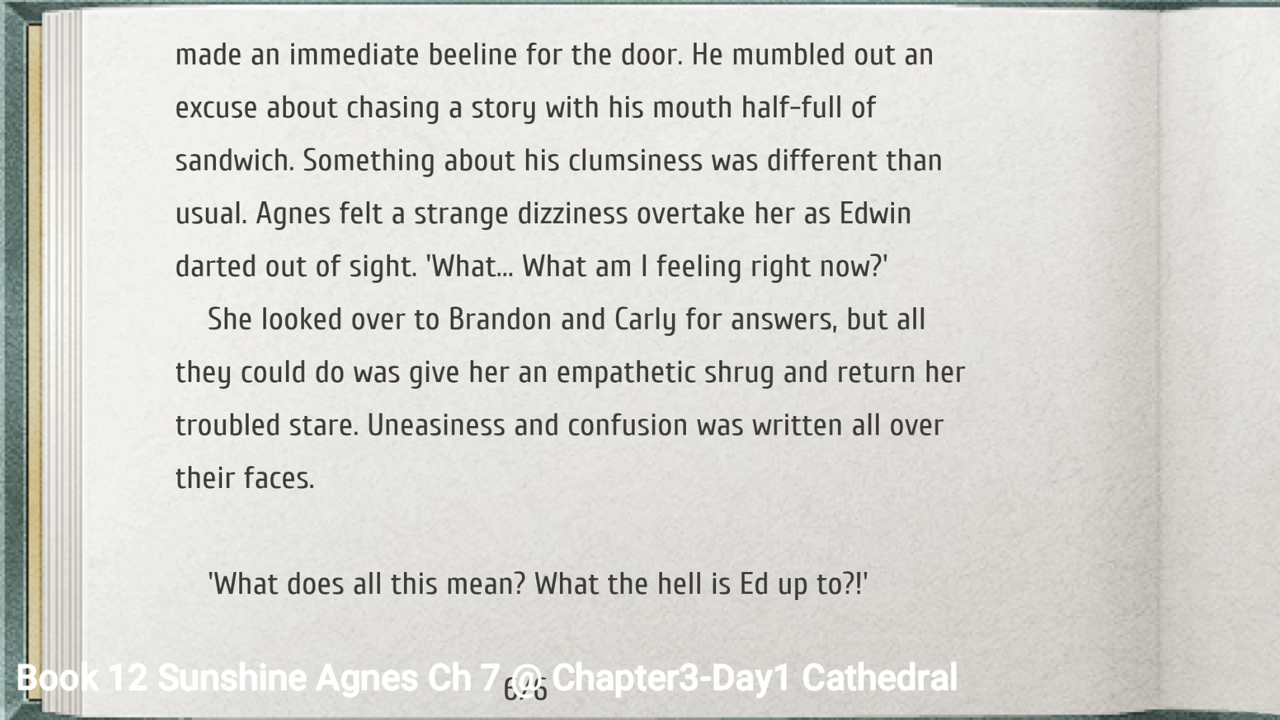 made an immediate beeline for the door. He mumbled out an
excuse about chasing a story with his mouth half-full of
sandwich. Something about his clumsiness was different than
usual. Agnes felt a strange dizziness overtake her as Edwin
darted out of sight. 'What... What am I feeling right now?'
She looked over to Brandon and Carly for answers, but all
they could do was give her an empathetic shrug and return her
troubled stare. Uneasiness and confusion was written all over
their faces.
'What does all this mean? What the hell is Ed up to?!'
Book 12 Sunshine Agnes Ch 7 @ Chapter3-Day1 Cathedral
6/6